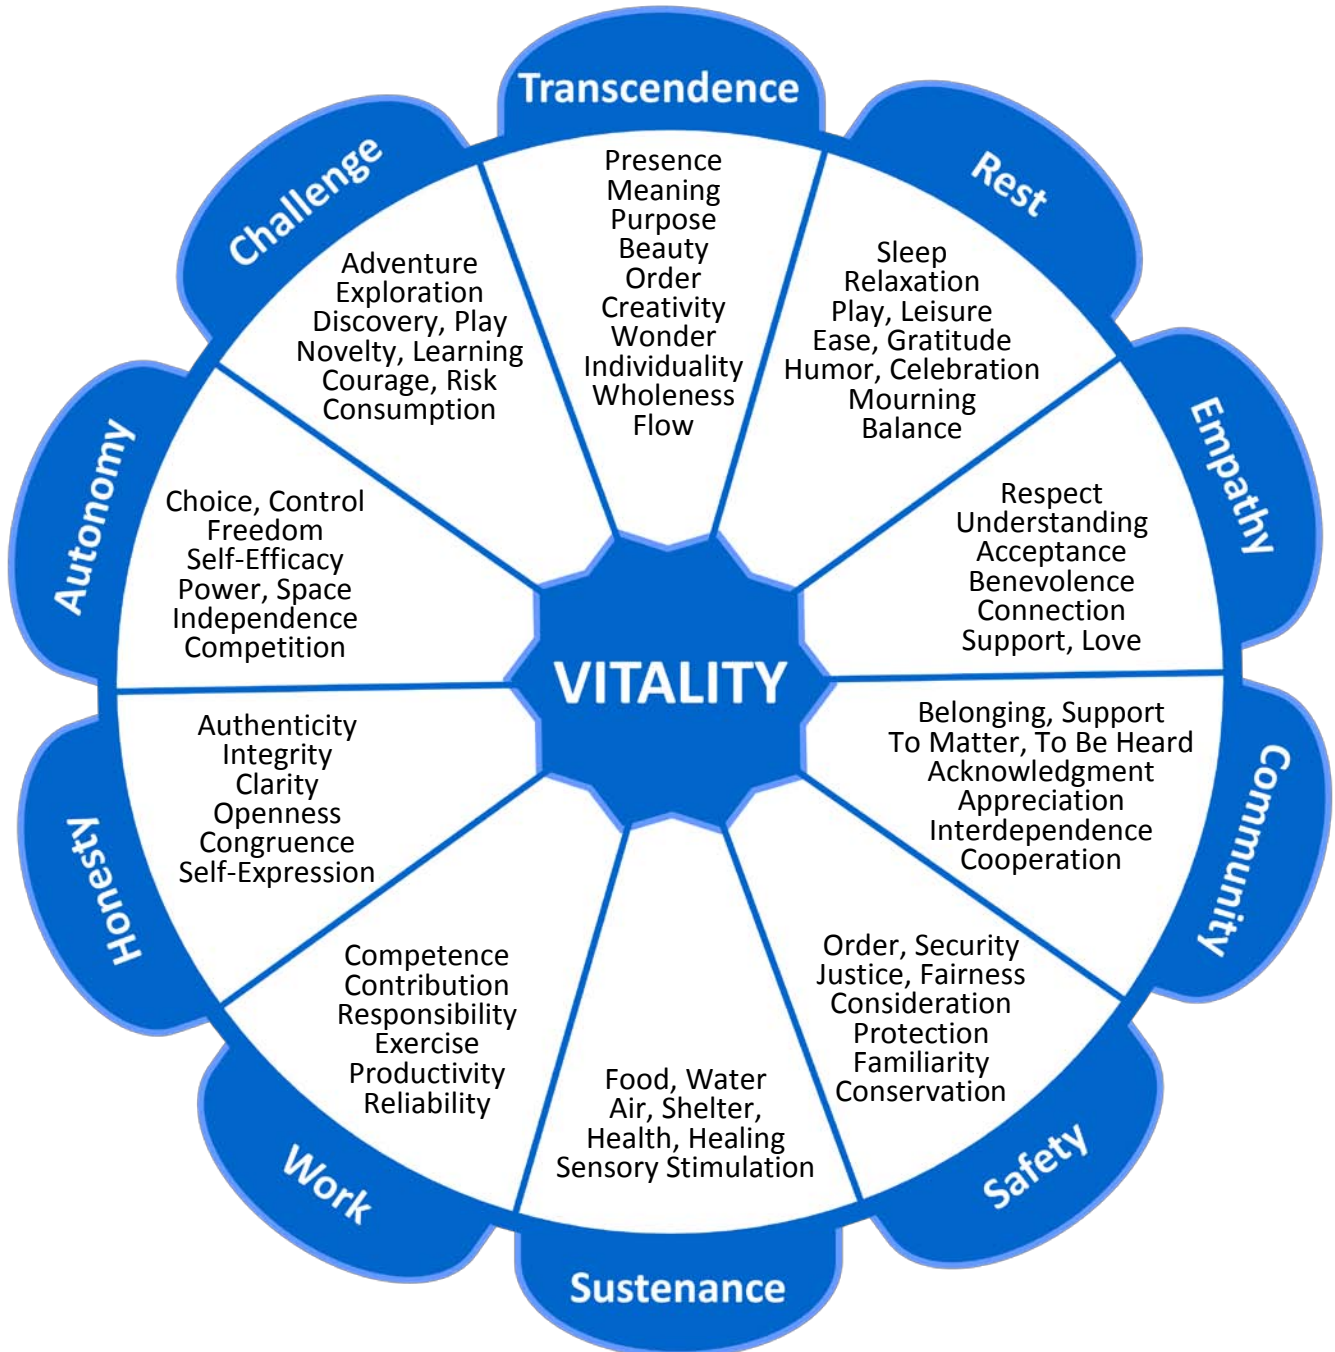 Transcendence
Presence
Meaning
Purpose
Beauty
Order
Creativity
Wonder
Individuality
Wholeness
Flow
Rest
Sleep
Relaxation
Play, Leisure
Ease, Gratitude
Humor, Celebration
Mourning
Balance
Empathy
Respect
Understanding
Acceptance
Benevolence
Connection
Support, Love
Community
Belonging, Support
To Matter, To Be Heard
Acknowledgment
Appreciation
Interdependence
Cooperation
Safety
Order, Security
Justice, Fairness
Consideration
Protection
Familiarity
Conservation
Sustenance
Food, Water
Air, Shelter,
Health, Healing
Sensory Stimulation
Work
Competence
Contribution
Responsibility
Exercise
Productivity
Reliability
Honesty
Authenticity
Integrity
Clarity
Openness
Congruence
Self-Expression
Autonomy
Choice, Control
Freedom
Self-Efficacy
Power, Space
Independence
Competition
Challenge
Adventure
Exploration
Discovery, Play
Novelty, Learning
Courage, Risk
Consumption
VITALITY